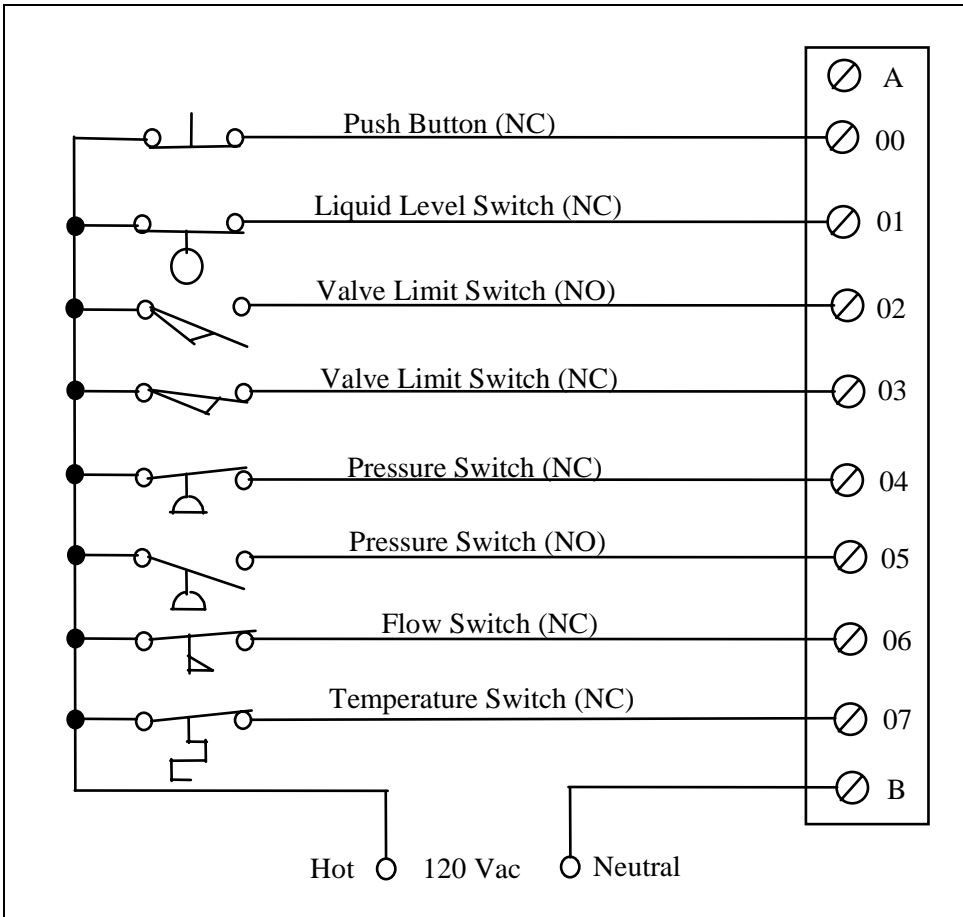 A
Push Button (NC) 00
Liquid Level Switch (NC) 01
Valve Limit Switch (NO) 02
Valve Limit Switch (NC) 03
Pressure Switch (NC) 04
Pressure Switch (NO) 05
Flow Switch (NC) 06
Temperature Switch (NC) 07
B
Hot 120 Vac Neutral